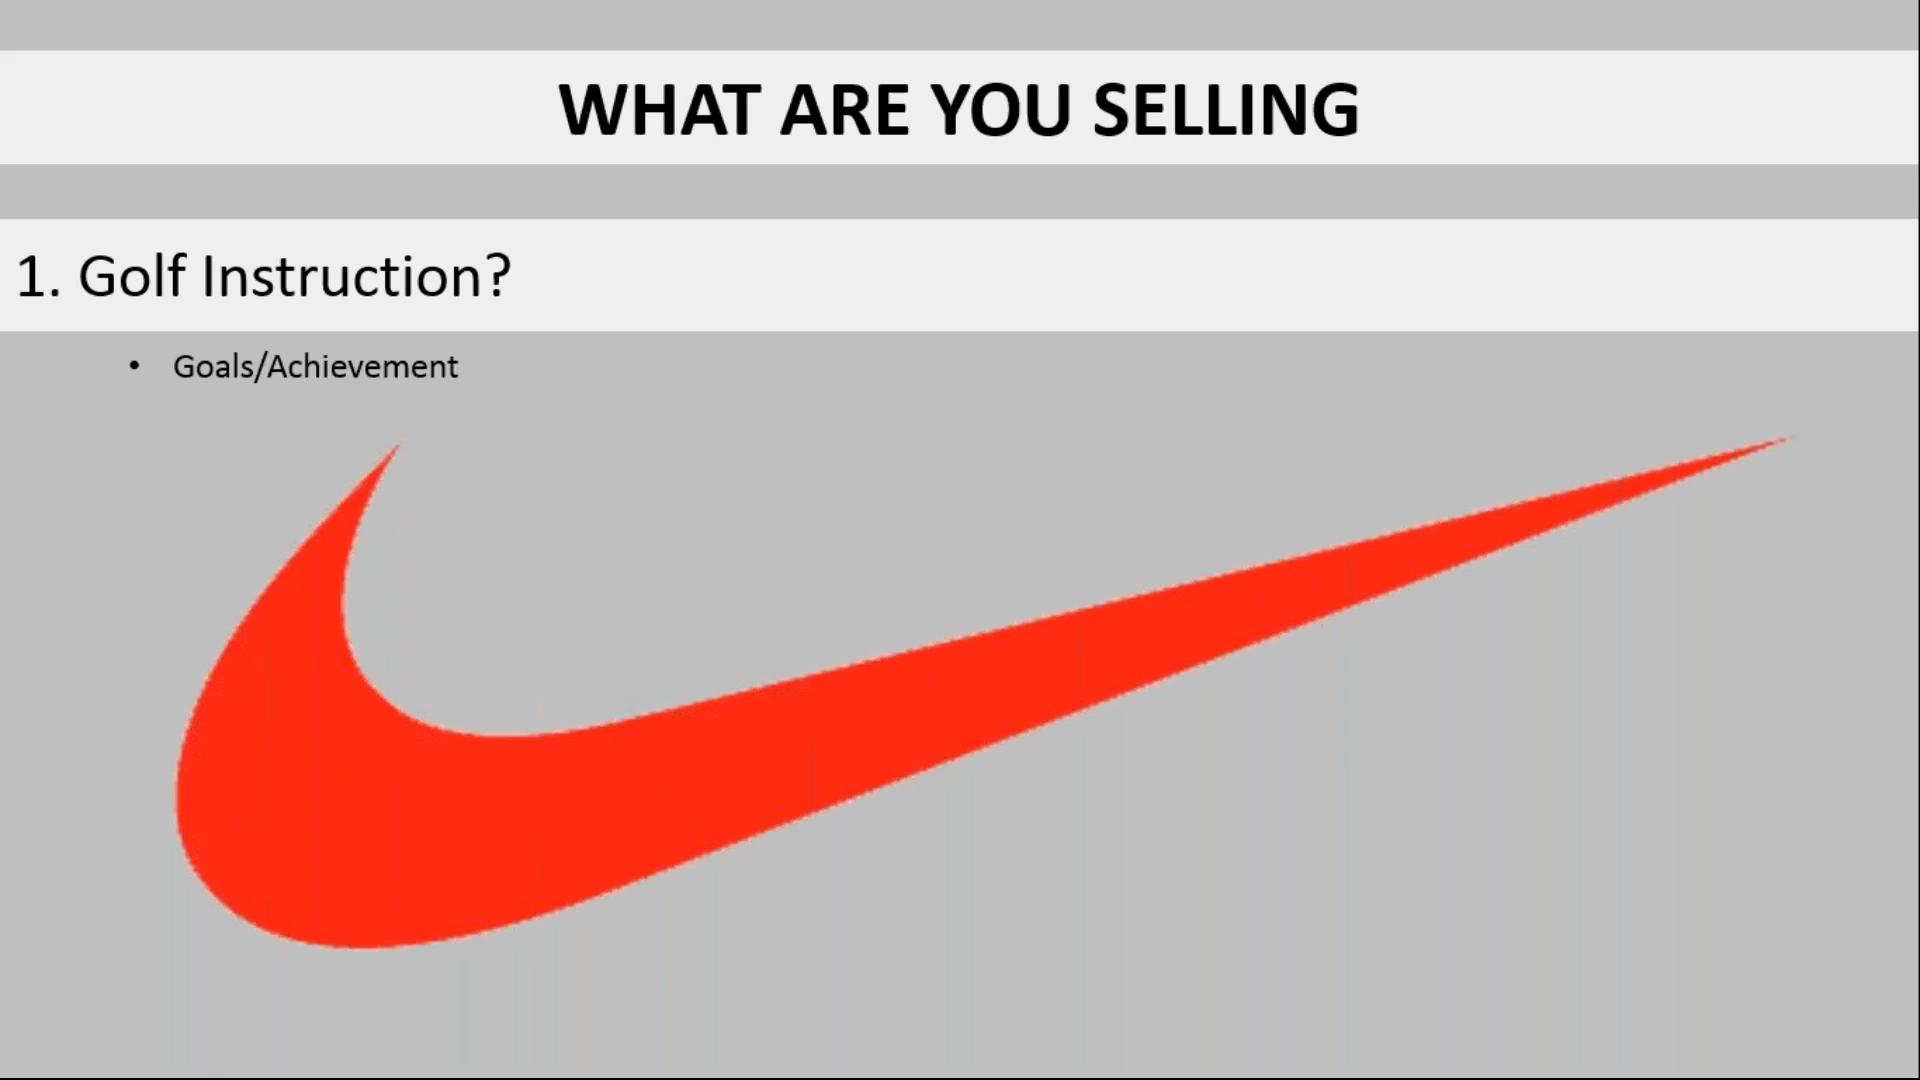 WHAT ARE YOU SELLING
1. Golf Instruction?
• Goals/Achievement